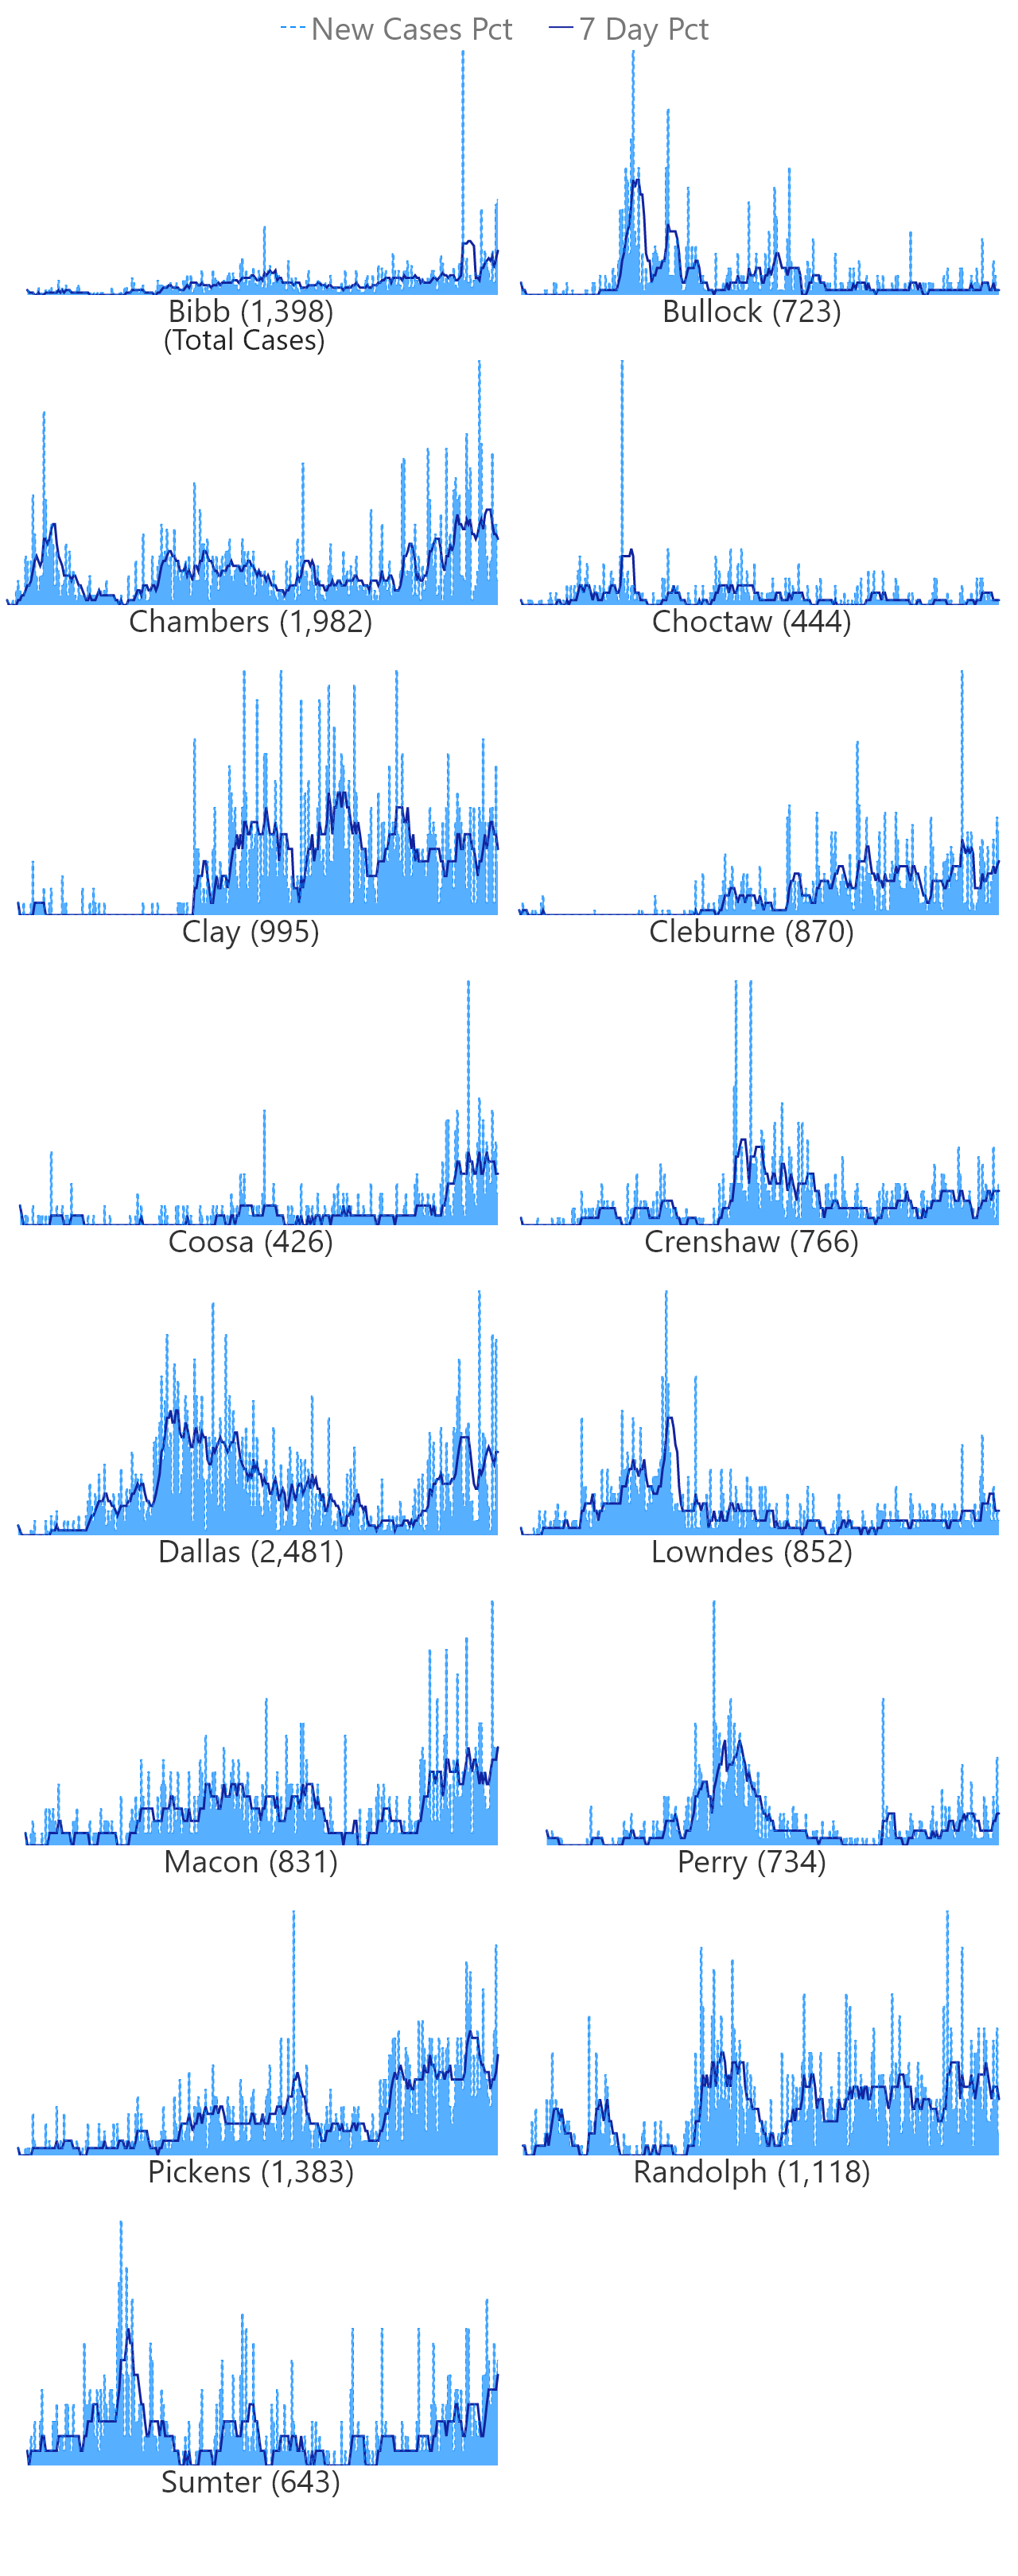 New Cases Pct 7 Day Pct
Bibb (1,398)
(Total Cases)
Bullock (723)
Chambers (1,982)
Choctaw (444)
Clay (995)
Cleburne (870)
Coosa (426)
Crenshaw (766)
Dallas (2,481)
Lowndes (852)
Macon (831)
Perry (734)
Pickens (1,383)
Randolph (1,118)
Sumter (643)